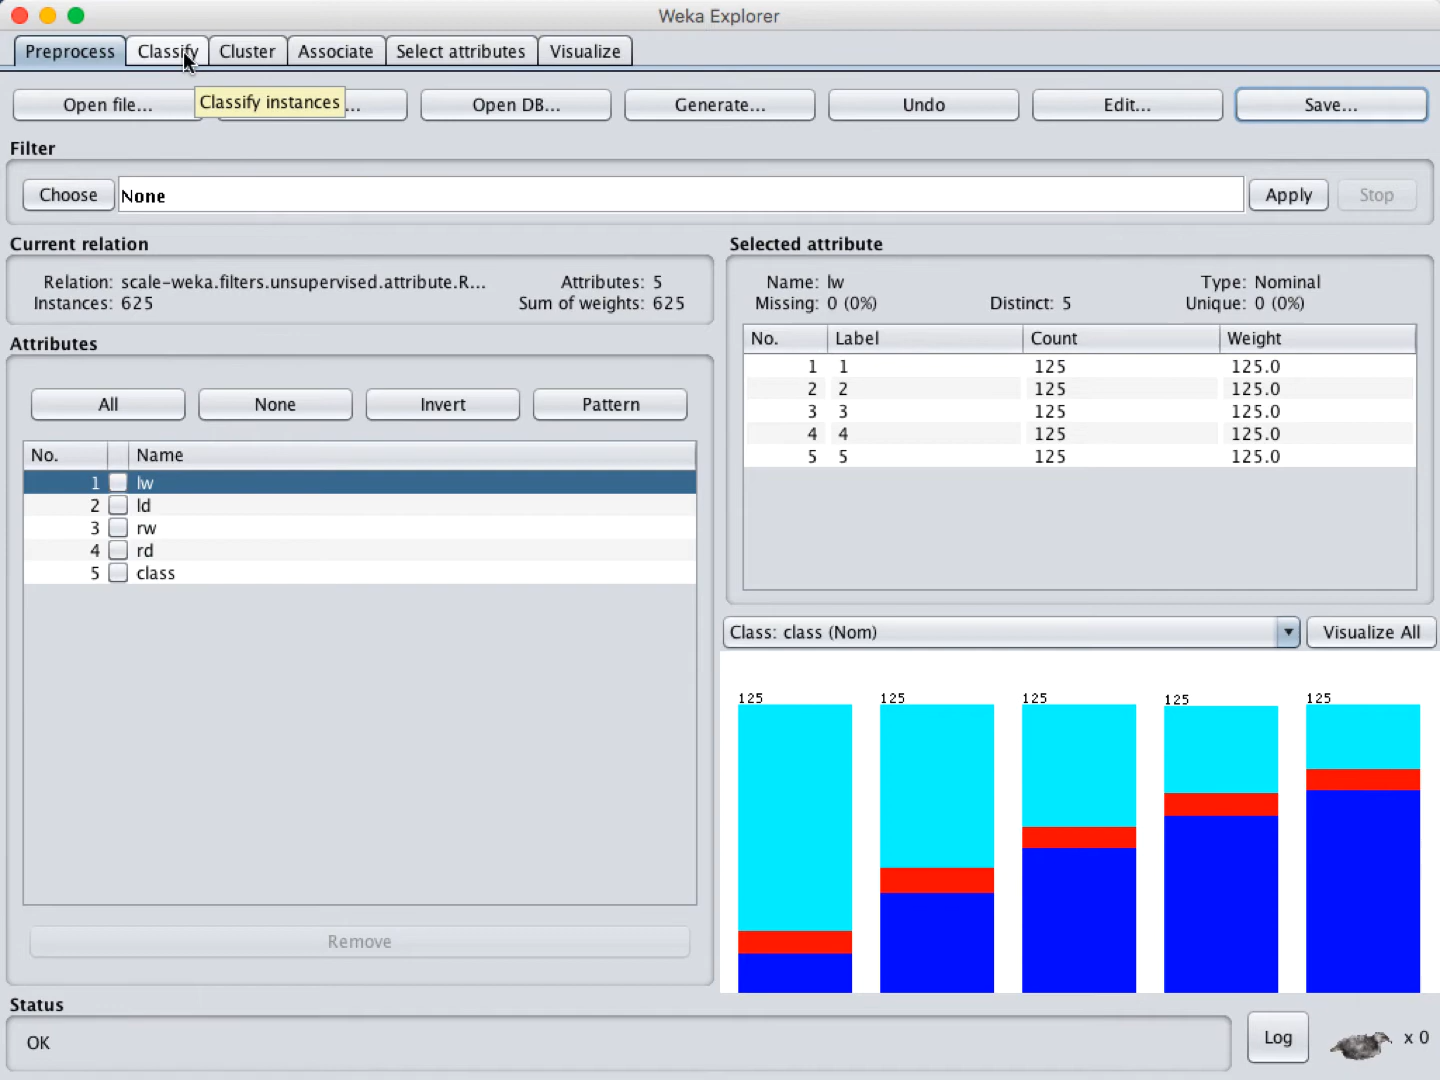 Weka Explorer
Preprocess Classify Cluster Associate Select attributes Visualize
Open file... ... Open DB... Generate... Undo Edit... Save...
Classify instances
Filter
Choose None Apply Stop
Current relation
Relation: scale-weka.filters.unsupervised.attribute.R... Attributes: 5
Instances: 625 Sum of weights: 625
Attributes
All None Invert Pattern
No. Name
1 lw
2 ld
3 rw
4 rd
5 class
Remove
Selected attribute
Name: lw Type: Nominal
Missing: 0 (0%) Distinct: 5 Unique: 0 (0%)
No. Label Count Weight
1 1 125 125.0
2 2 125 125.0
3 3 125 125.0
4 4 125 125.0
5 5 125 125.0
Class: class (Nom) Visualize All
125 125 125 125 125
Status
OK Log x 0